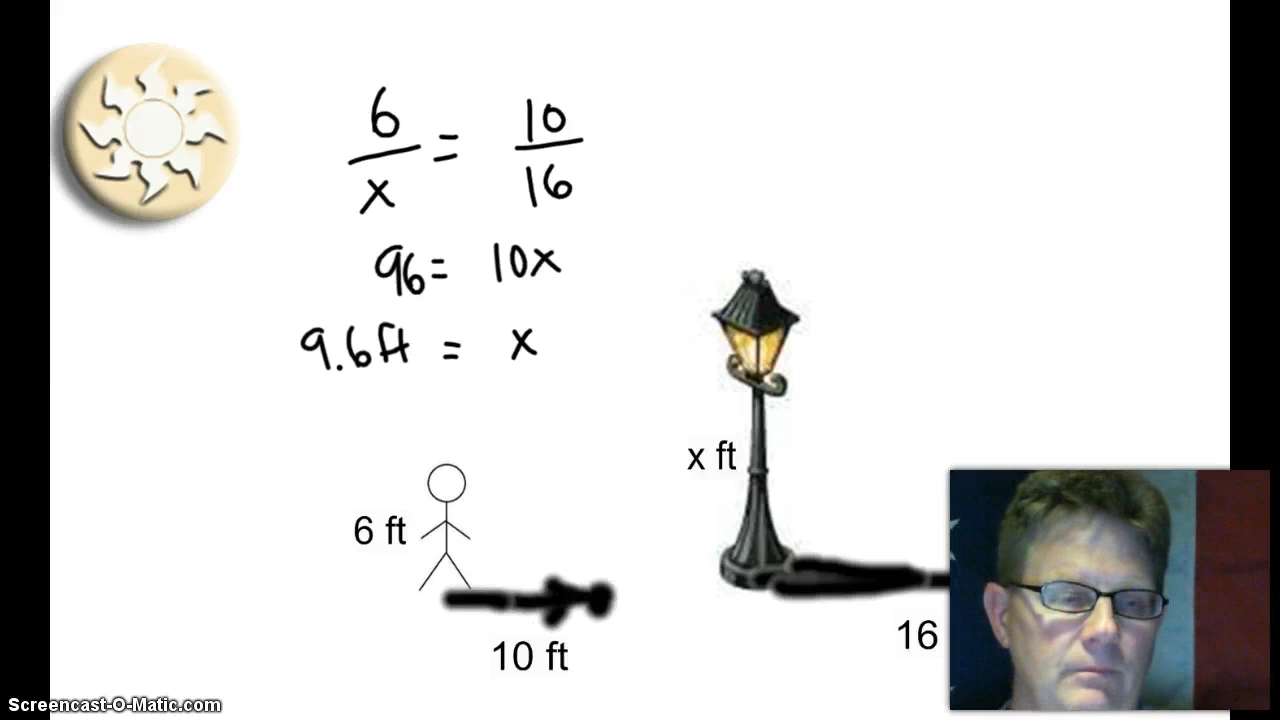 6/x = 10/16
96 = 10x
9.6ft = x
x ft
6 ft
16
10 ft
Screencast-O-Matic.com